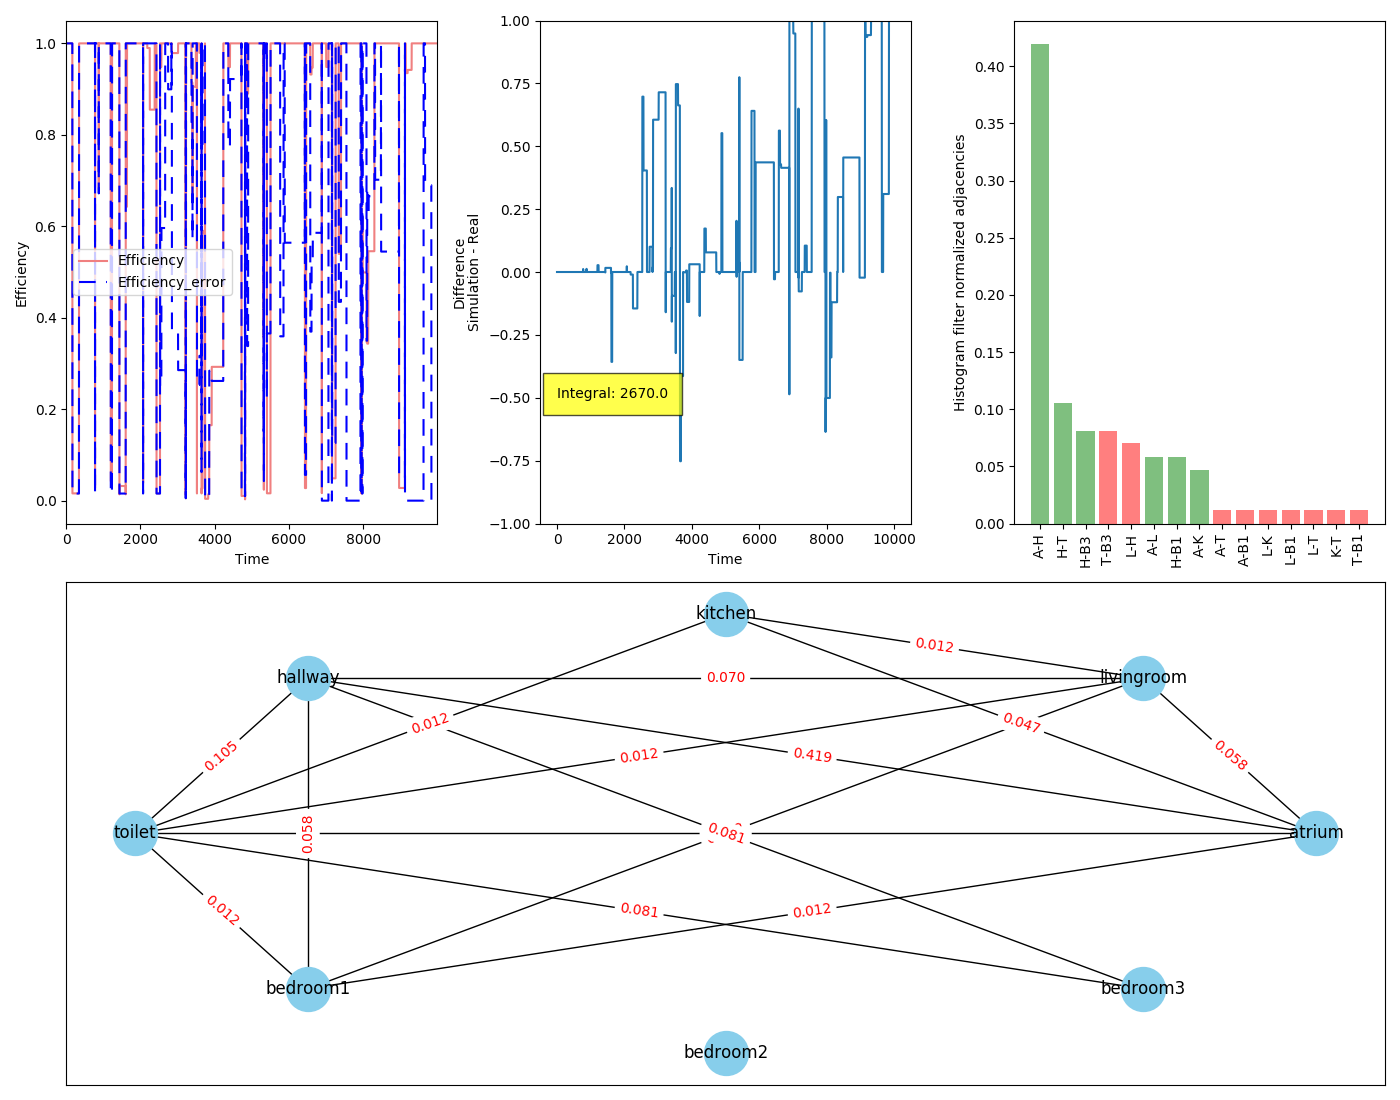 Efficiency
1.0
0.8
0.6
0.4
0.2
0.0
Efficiency
Efficiency_error
0
2000
4000
6000
8000
Time
Difference
Simulation - Real
1.00
0.75
0.50
0.25
0.00
−0.25
−0.50
−0.75
−1.00
Integral: 2670.0
0
2000
4000
6000
8000
10000
Time
Histogram filter normalized adjacencies
0.40
0.35
0.30
0.25
0.20
0.15
0.10
0.05
0.00
A-H
H-T
H-B3
T-B3
L-H
A-L
H-B1
A-K
A-T
A-B1
L-K
L-B1
L-T
K-T
T-B1
kitchen
0.012
hallway
0.070
livingroom
0.012
0.047
0.105
0.012
0.419
0.058
toilet
0.058
0.081
atrium
0.012
0.081
0.012
bedroom1
bedroom3
bedroom2